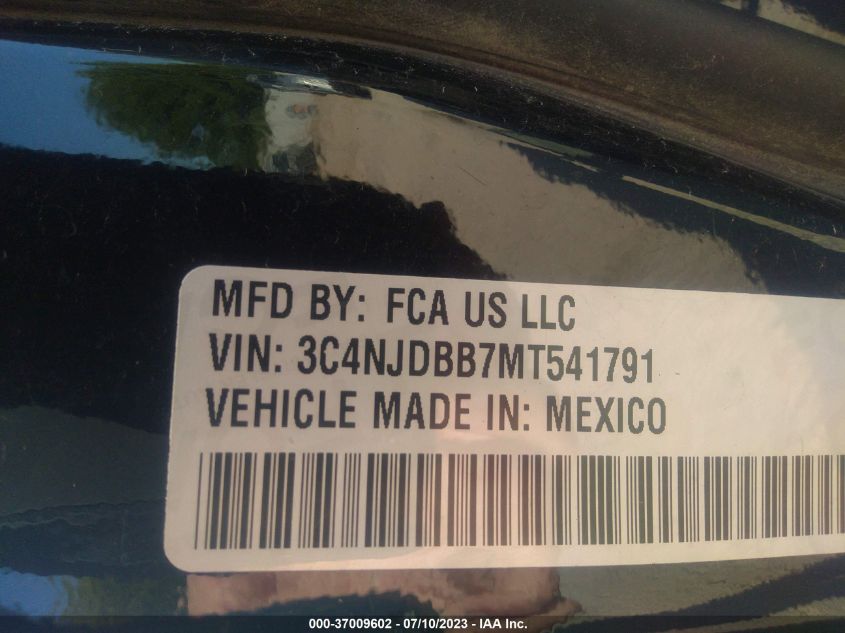 MFD BY: FCA US LLC
VIN: 3C4NJDBB7MT541791
VEHICLE MADE IN: MEXICO
000-37009602 - 07/10/2023 - IAA Inc.